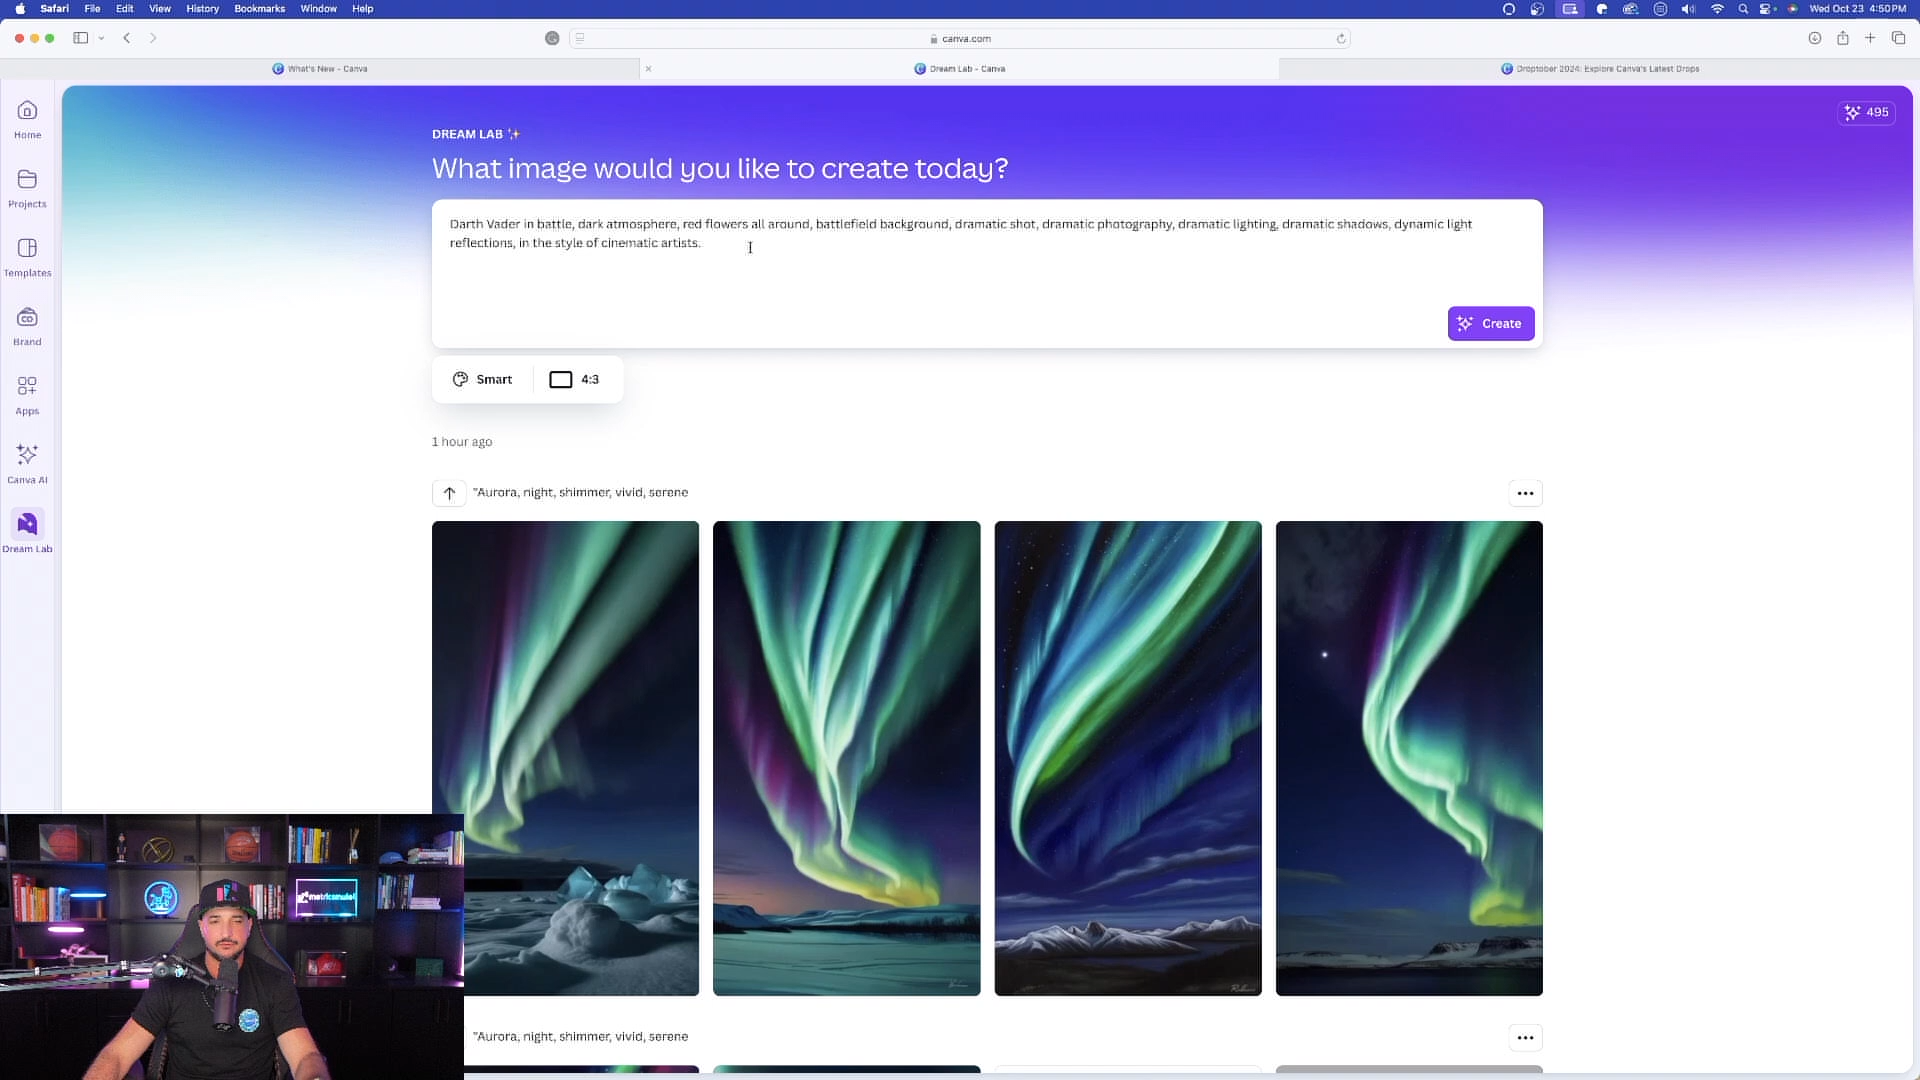 Safari File Edit View History Bookmarks Window Help
Wed Oct 23 4:50PM
canva.com
What's New - Canva
Dream Lab - Canva
Droptober 2024: Explore Canva's Latest Drops
Home
Projects
Templates
CO
Brand
Apps
Canva AI
Dream Lab
495
DREAM LAB
What image would you like to create today?
Darth Vader in battle, dark atmosphere, red flowers all around, battlefield background, dramatic shot, dramatic photography, dramatic lighting, dramatic shadows, dynamic light
reflections, in the style of cinematic artists.
Create
Smart
4:3
1 hour ago
"Aurora, night, shimmer, vivid, serene
"Aurora, night, shimmer, vivid, serene
metricsmule